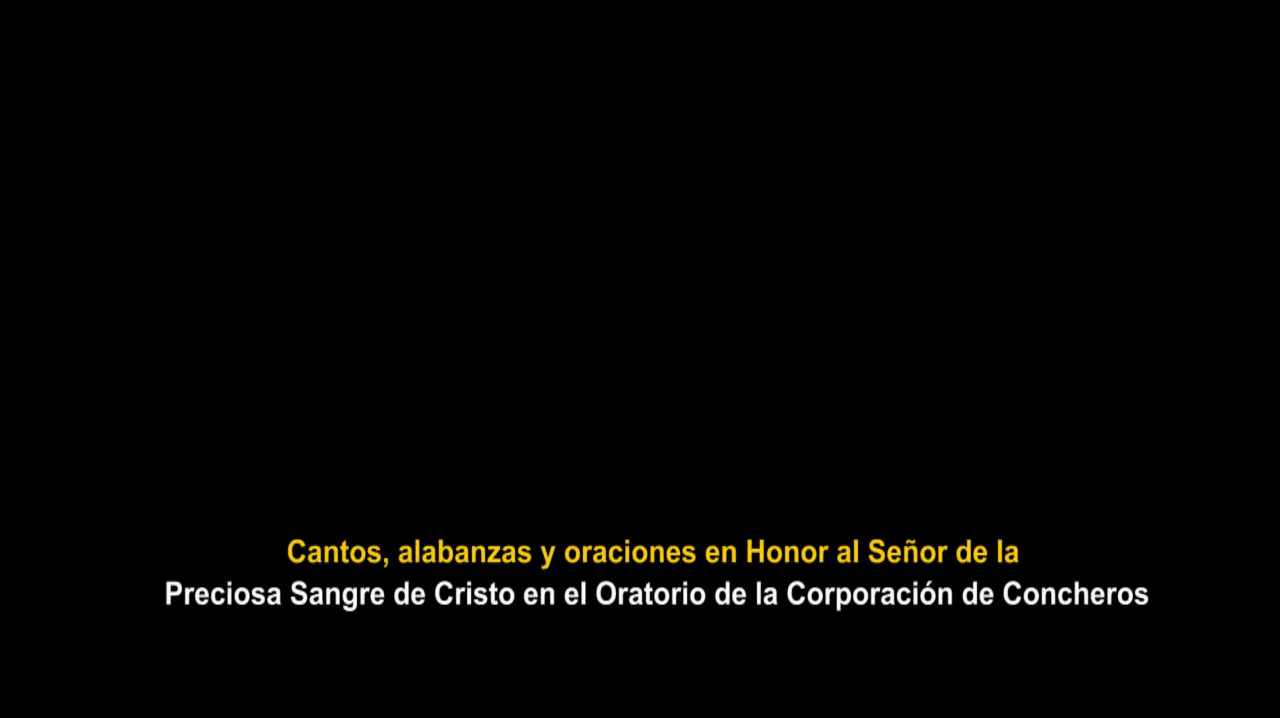 Cantos, alabanzas y oraciones en Honor al Señor de la
Preciosa Sangre de Cristo en el Oratorio de la Corporación de Concheros